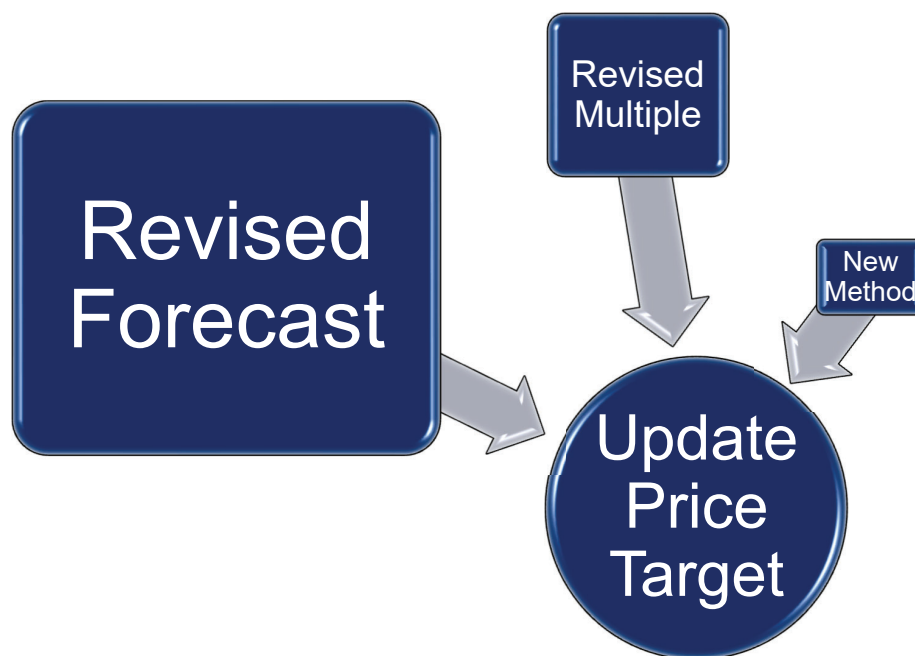 Revised
Forecast
Revised
Multiple
New
Method
Update
Price
Target